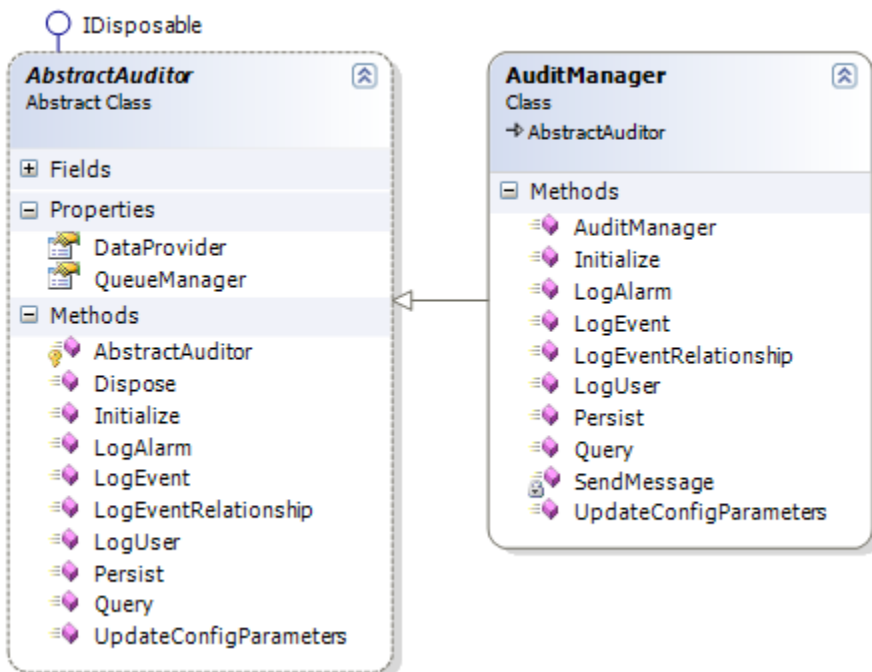 IDisposable
AbstractAuditor
Abstract Class
Fields
Properties
DataProvider
QueueManager
Methods
AbstractAuditor
Dispose
Initialize
LogAlarm
LogEvent
LogEventRelationship
LogUser
Persist
Query
UpdateConfigParameters
AuditManager
Class
AbstractAuditor
Methods
AuditManager
Initialize
LogAlarm
LogEvent
LogEventRelationship
LogUser
Persist
Query
SendMessage
UpdateConfigParameters